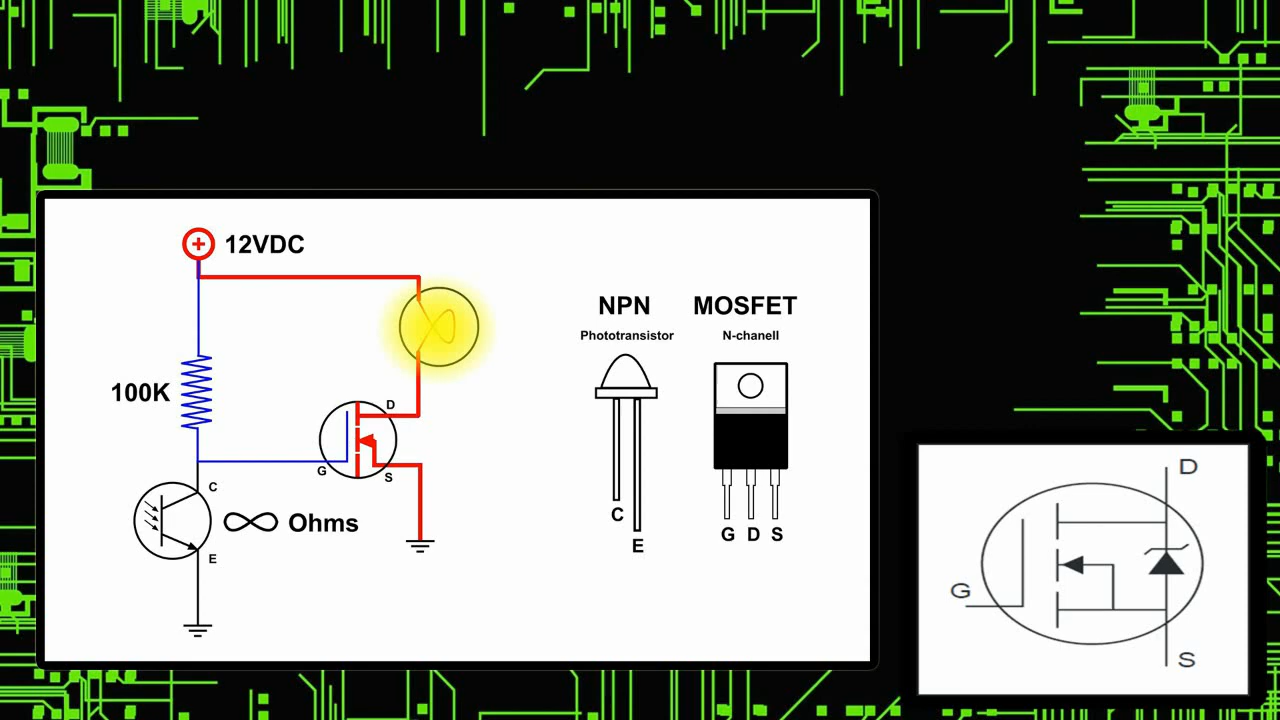 12VDC
100K
D
G
S
C
∞ Ohms
E
NPN
Phototransistor
MOSFET
N-chanell
C
E
G D S
D
G
S